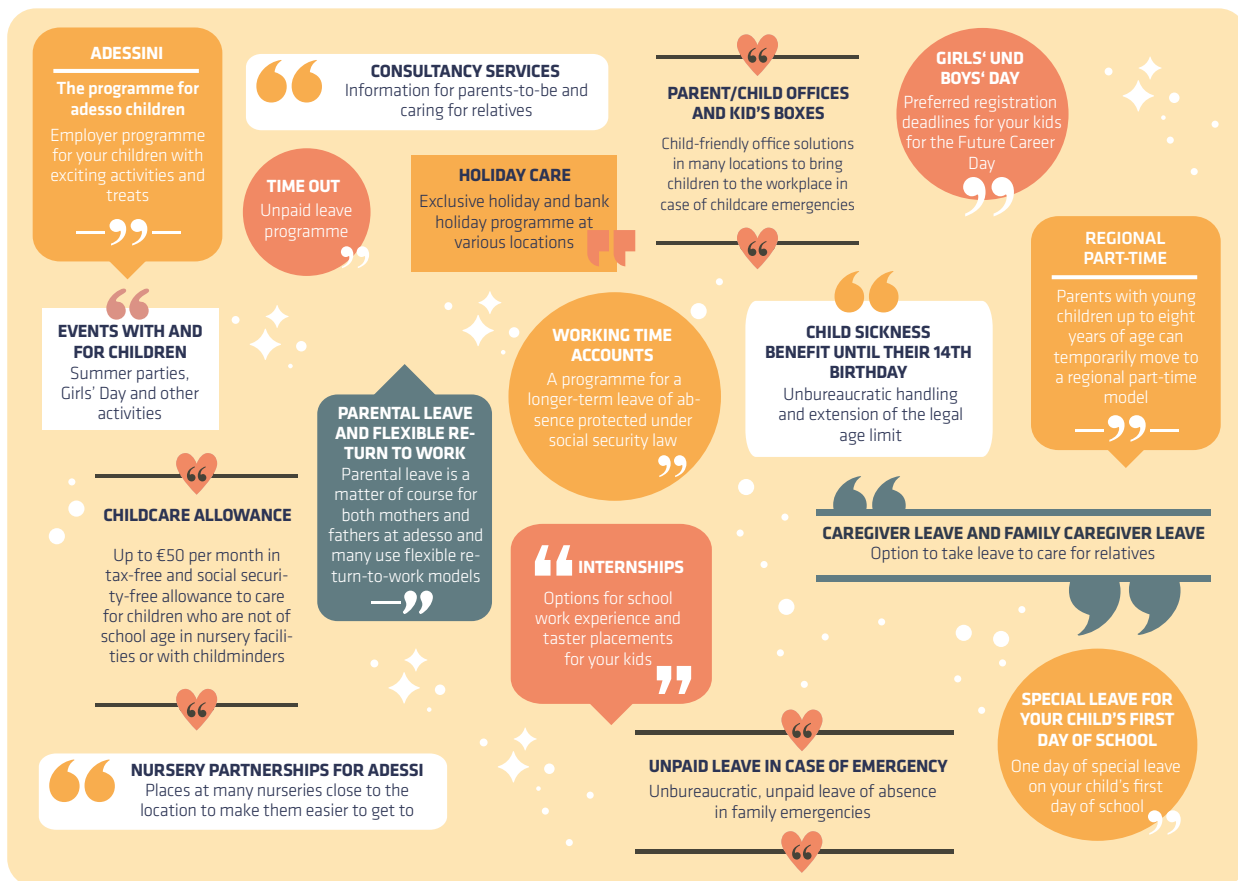 ADESSINI
The programme for
adesso children
Employer programme
for your children with
exciting activities and
treats
CONSULTANCY SERVICES
Information for parents-to-be and
caring for relatives
PARENT/CHILD OFFICES
AND KID'S BOXES
Child-friendly office solutions
in many locations to bring
children to the workplace in
case of childcare emergencies
GIRLS‘ UND
BOYS‘ DAY
Preferred registration
deadlines for your kids
for the Future Career
Day
TIME OUT
Unpaid leave
programme
HOLIDAY CARE
Exclusive holiday and bank
holiday programme at
various locations
REGIONAL
PART-TIME
Parents with young
children up to eight
years of age can
temporarily move to
a regional part-time
model
EVENTS WITH AND
FOR CHILDREN
Summer parties,
Girls’ Day and other
activities
PARENTAL LEAVE
AND FLEXIBLE RE-
TURN TO WORK
Parental leave is a
matter of course for
both mothers and
fathers at adesso and
many use flexible re-
turn-to-work models
WORKING TIME
ACCOUNTS
A programme for a
longer-term leave of ab-
sence protected under
social security law
CHILD SICKNESS
BENEFIT UNTIL THEIR 14TH
BIRTHDAY
Unbureaucratic handling
and extension of the legal
age limit
CHILDCARE ALLOWANCE
Up to €50 per month in
tax-free and social securi-
ty-free allowance to care
for children who are not of
school age in nursery facili-
ties or with childminders
INTERNSHIPS
Options for school
work experience and
taster placements
for your kids
CAREGIVER LEAVE AND FAMILY CAREGIVER LEAVE
Option to take leave to care for relatives
NURSERY PARTNERSHIPS FOR ADESSI
Places at many nurseries close to the
location to make them easier to get to
UNPAID LEAVE IN CASE OF EMERGENCY
Unbureaucratic, unpaid leave of absence
in family emergencies
SPECIAL LEAVE FOR
YOUR CHILD’S FIRST
DAY OF SCHOOL
One day of special leave
on your child’s first
day of school